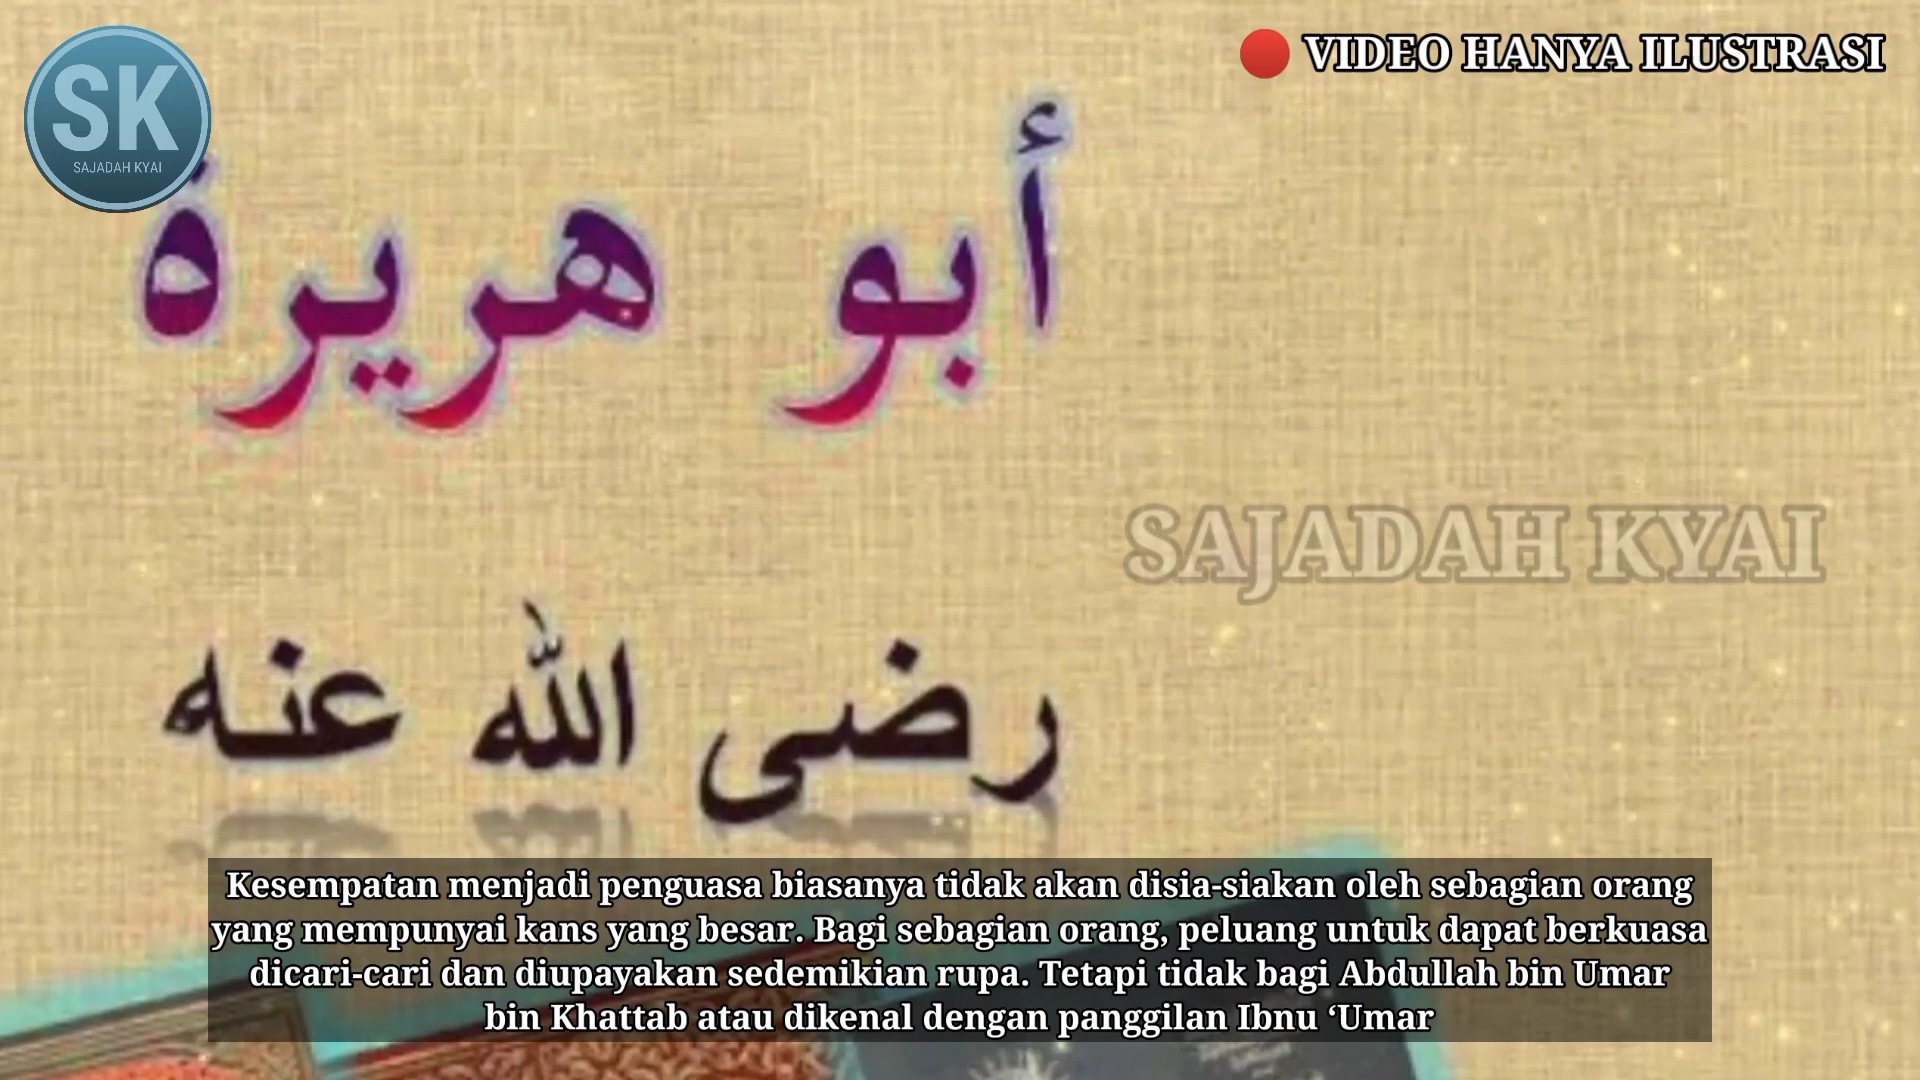 SK
SAJADAH KYAI
VIDEO HANYA ILUSTRASI
أبو هريرة
SAJADAH KYAI
رضى الله عنه
Kesempatan menjadi penguasa biasanya tidak akan disia-siakan oleh sebagian orang
yang mempunyai kans yang besar. Bagi sebagian orang, peluang untuk dapat berkuasa
dicari-cari dan diupayakan sedemikian rupa. Tetapi tidak bagi Abdullah bin Umar
bin Khattab atau dikenal dengan panggilan Ibnu ‘Umar